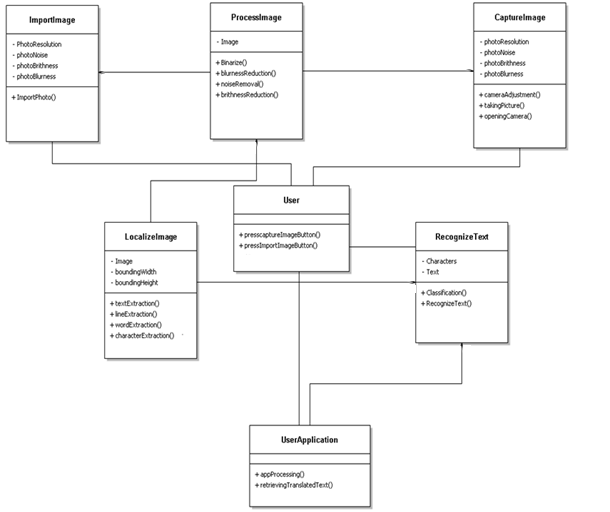 ImportImage
- PhotoResolution
- photoNoise
- photoBrithness
- photoBlurness
+ ImportPhoto()
ProcessImage
- Image
+ Binarize()
+ blurnessReduction()
+ noiseRemoval()
+ brithnessReduction()
CaptureImage
- photoResolution
- photoNoise
- photoBrithness
- photoBlurness
+ cameraAdjustment()
+ takingPicture()
+ openingCamera()
User
+ presscaptureImageButton()
+ pressImportImageButton()
LocalizeImage
- Image
- boundingWidth
- boundingHeight
+ textExtraction()
+ lineExtraction()
+ wordExtraction()
+ characterExtraction()
RecognizeText
- Characters
- Text
+ Classification()
+ RecognizeText()
UserApplication
+ appProcessing()
+ retrievingTranslatedText()